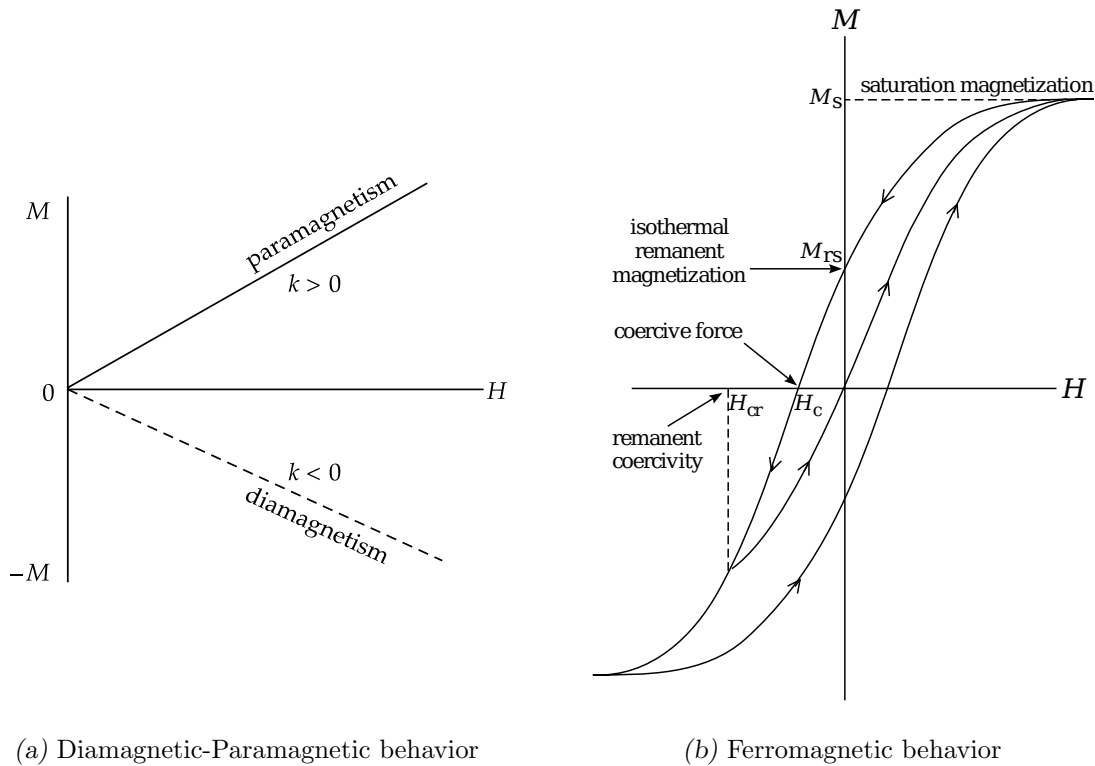 M
paramagnetism
k > 0
0
H
k < 0
diamagnetism
−M
M
saturation magnetization
Ms
isothermal
remanent
magnetization
Mrs
coercive force
H
Hcr
Hc
remanent
coercivity
(a) Diamagnetic-Paramagnetic behavior
(b) Ferromagnetic behavior